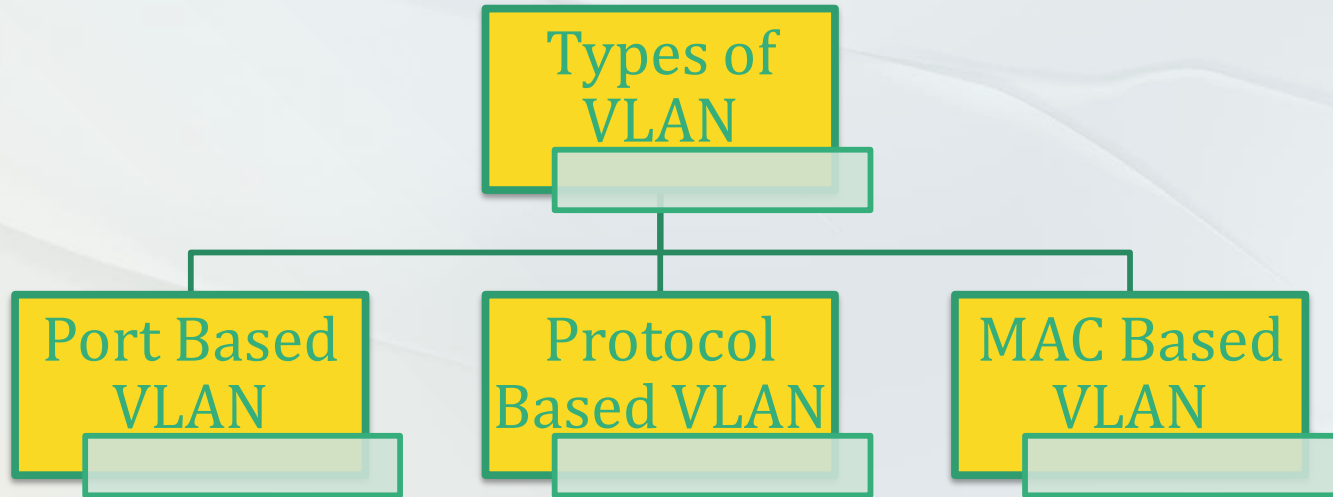 Types of
VLAN
Port Based
VLAN
Protocol
Based VLAN
MAC Based
VLAN